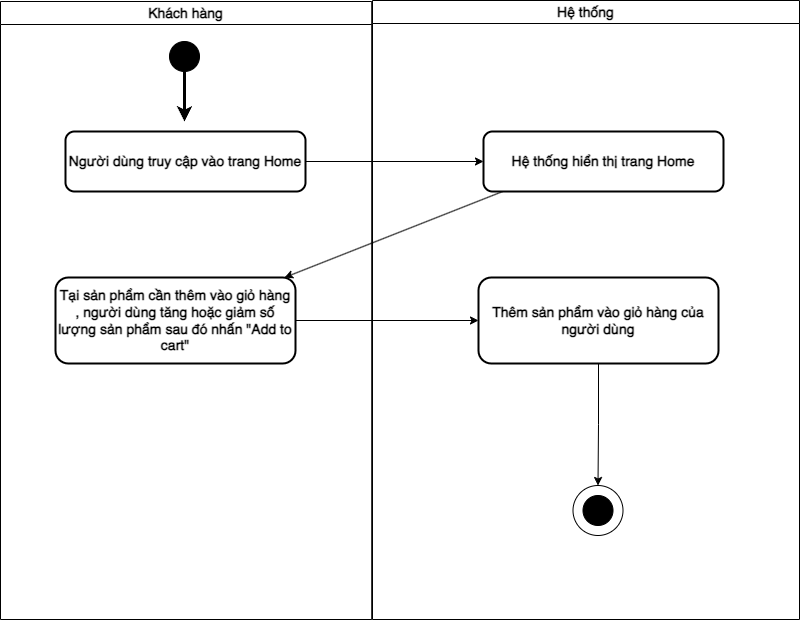 Khách hàng
Hệ thống
Người dùng truy cập vào trang Home
Hệ thống hiển thị trang Home
Tại sản phẩm cần thêm vào giỏ hàng
, người dùng tăng hoặc giảm số
lượng sản phẩm sau đó nhấn "Add to
cart"
Thêm sản phẩm vào giỏ hàng của
người dùng